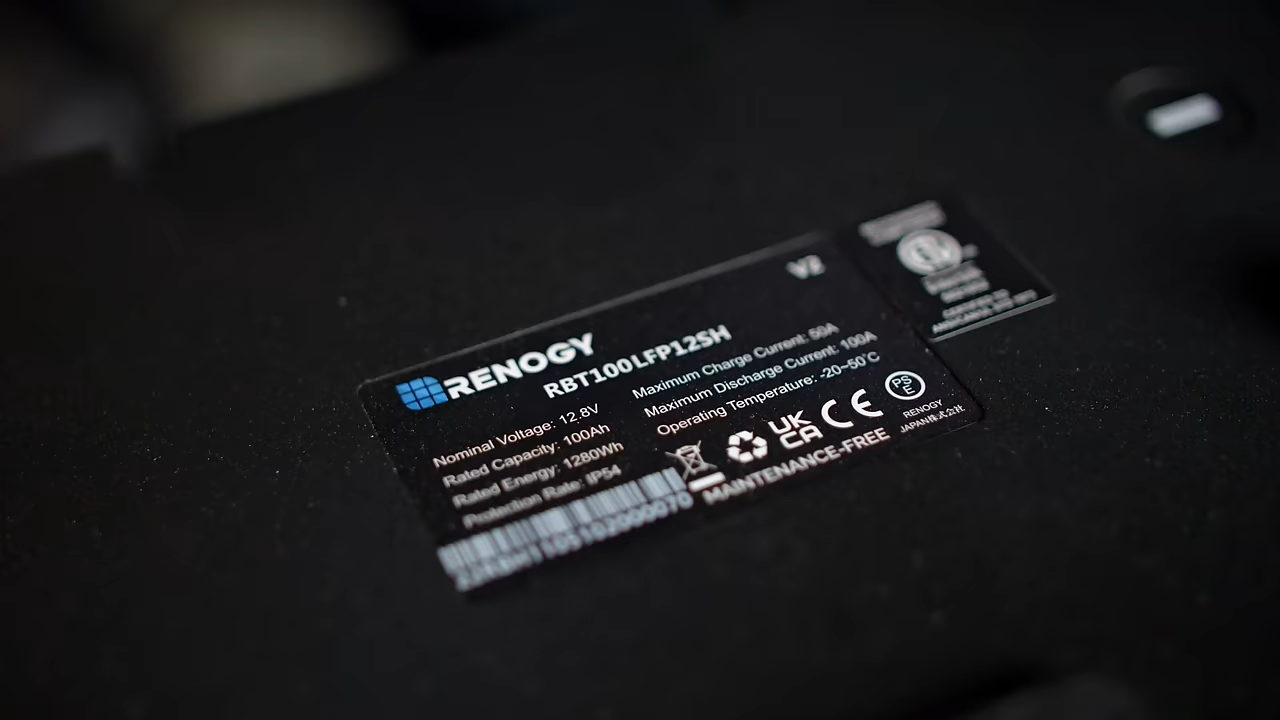 RENOGY
V2
RBT100LFP12SH
Nominal Voltage: 12.8V
Rated Capacity: 100Ah
Rated Energy: 1280Wh
Protection Rate: IP54
Maximum Charge Current: 50A
Maximum Discharge Current: 100A
Operating Temperature: -20~50°C
UK
CA
CE
PS
E
RENOGY
JAPAN株式会社
MAINTENANCE-FREE